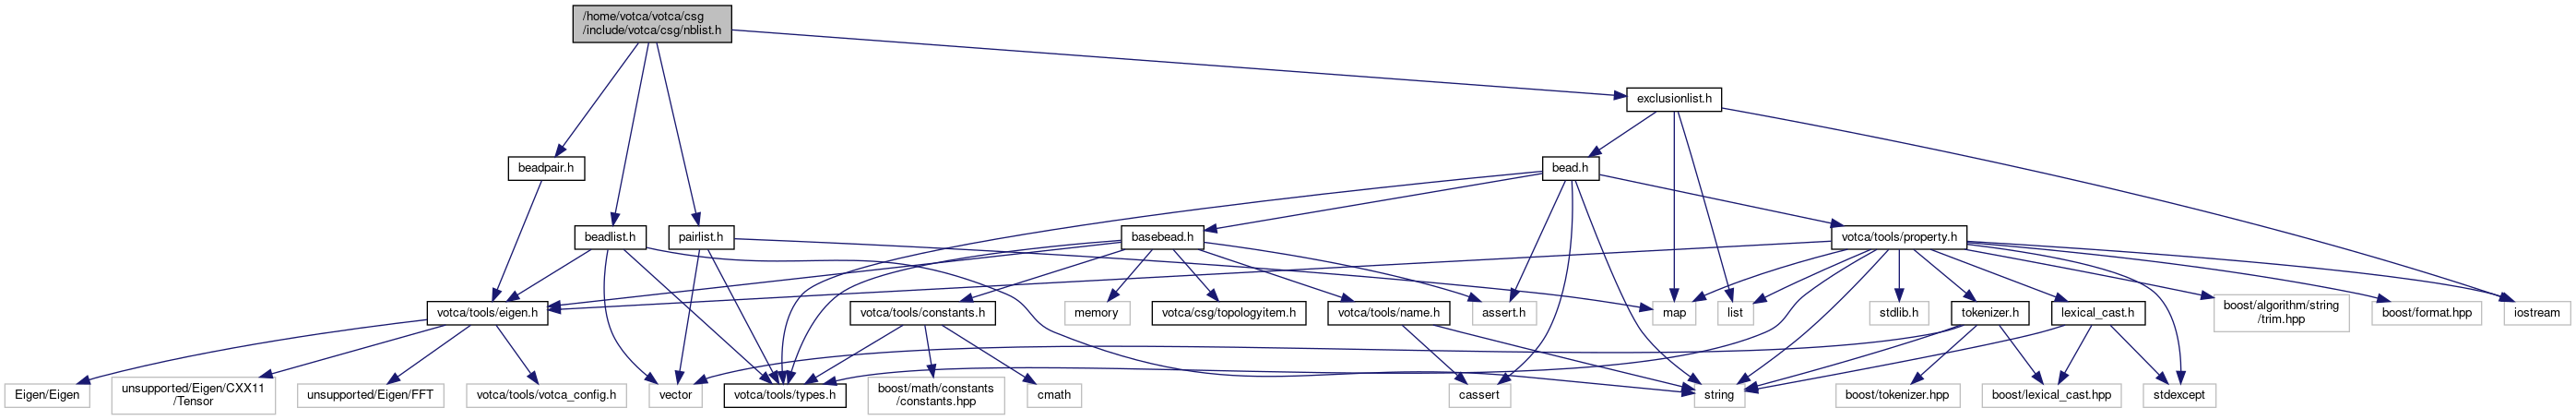 /home/votca/votca/csg
/include/votca/csg/nblist.h
exclusionlist.h
beadpair.h
bead.h
beadlist.h
pairlist.h
basebead.h
votca/tools/property.h
votca/tools/eigen.h
votca/tools/constants.h
memory
votca/csg/topologyitem.h
votca/tools/name.h
assert.h
map
list
stdlib.h
tokenizer.h
lexical_cast.h
boost/algorithm/string
/trim.hpp
boost/format.hpp
iostream
Eigen/Eigen
unsupported/Eigen/CXX11
/Tensor
unsupported/Eigen/FFT
votca/tools/votca_config.h
vector
votca/tools/types.h
boost/math/constants
/constants.hpp
cmath
cassert
string
boost/tokenizer.hpp
boost/lexical_cast.hpp
stdexcept